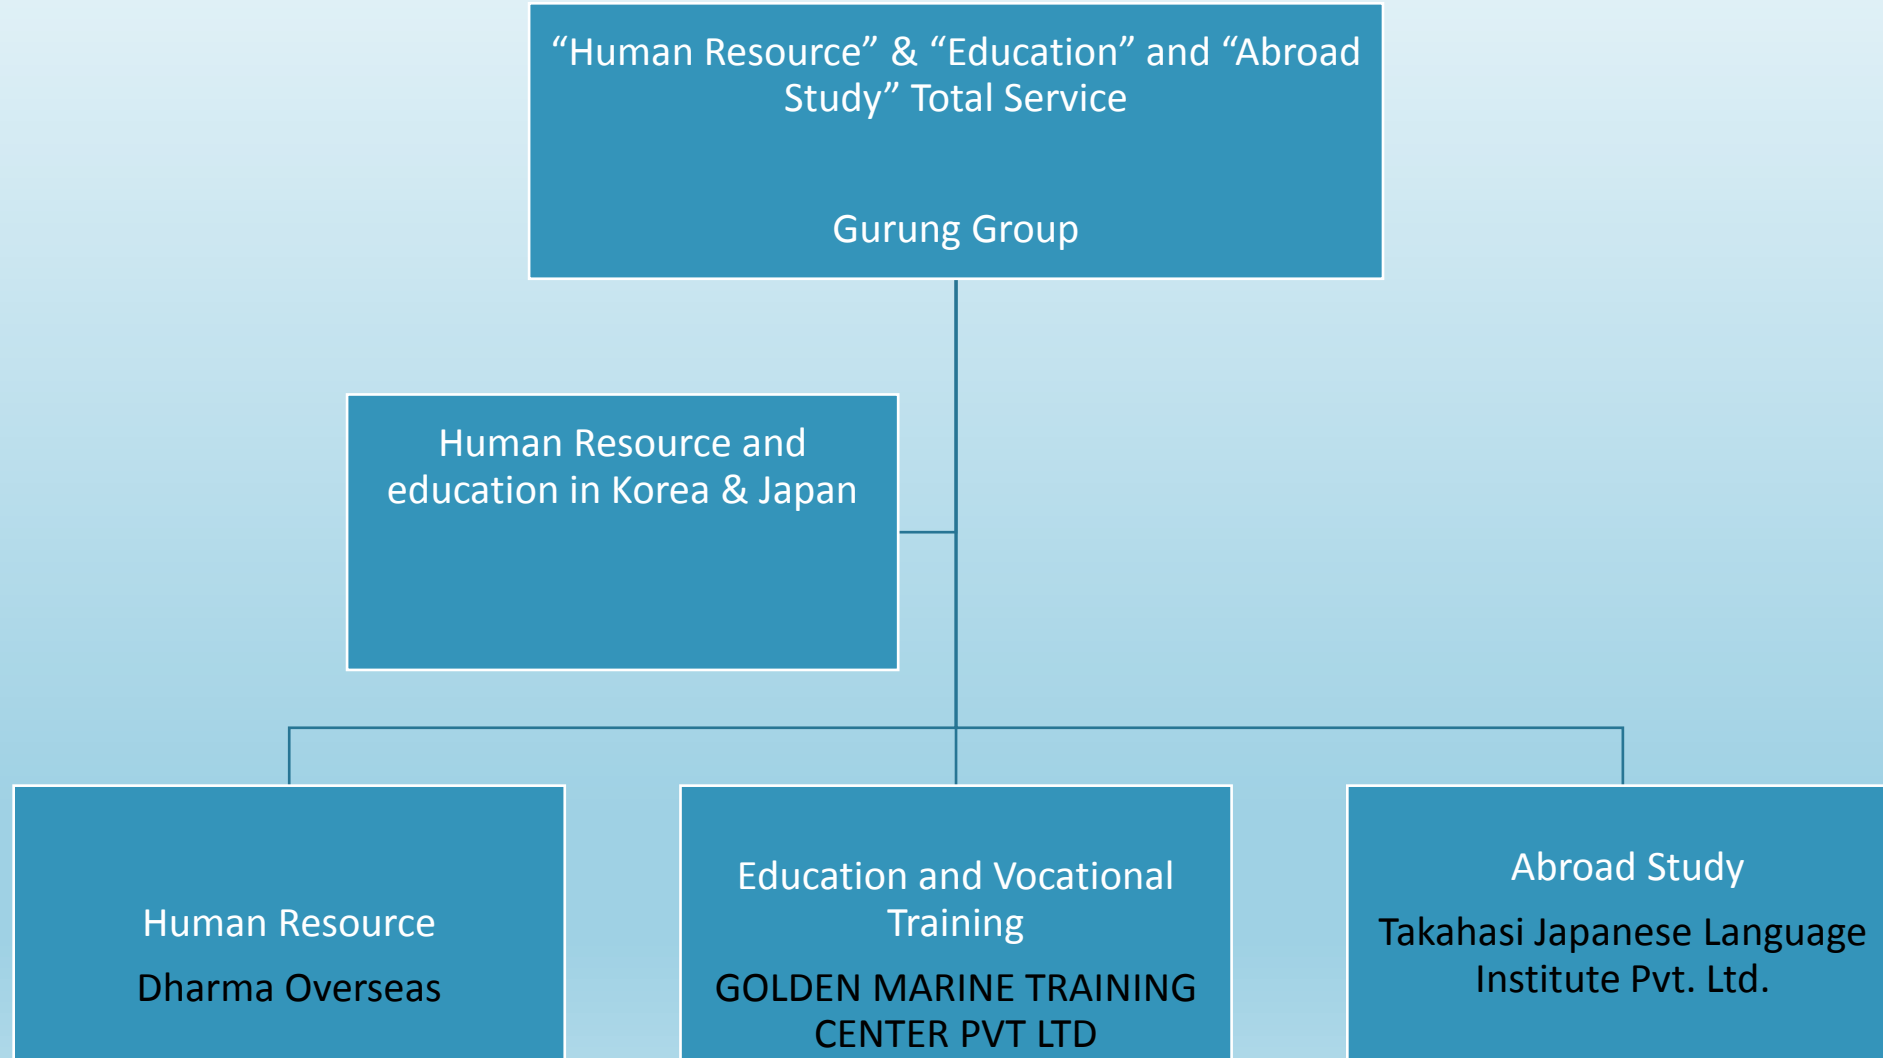 “Human Resource” & “Education” and “Abroad
Study” Total Service
Gurung Group
Human Resource and
education in Korea & Japan
Human Resource
Dharma Overseas
Education and Vocational
Training
GOLDEN MARINE TRAINING
CENTER PVT LTD
Abroad Study
Takahasi Japanese Language
Institute Pvt. Ltd.